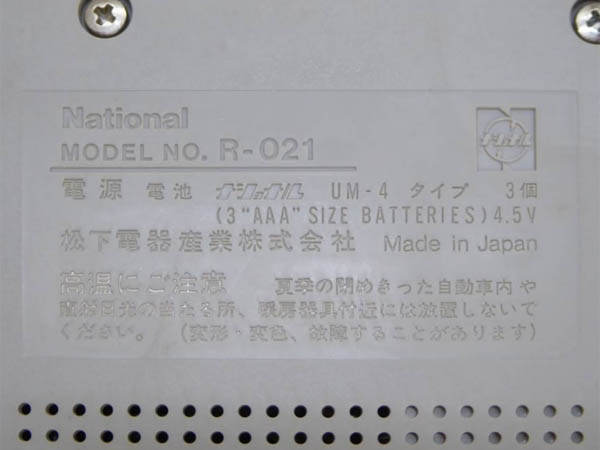 National
ナショナル
MODEL NO. R-021
電源 電池 ナショナル UM-4 タイプ 3個
(3"AAA"SIZE BATTERIES) 4.5V
松下電器産業株式会社 Made in Japan
高温にご注意 夏季の閉めきった自動車内や
直射日光の当たる所、暖房器具付近には放置しないで
ください。(変形・変色、故障することがあります)